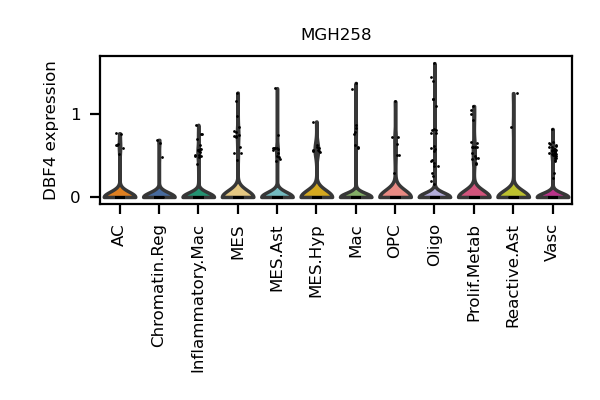 MGH258
DBF4 expression
1
0
AC
Chromatin.Reg
Inflammatory.Mac
MES
MES.Ast
MES.Hyp
Mac
OPC
Oligo
Prolif.Metab
Reactive.Ast
Vasc